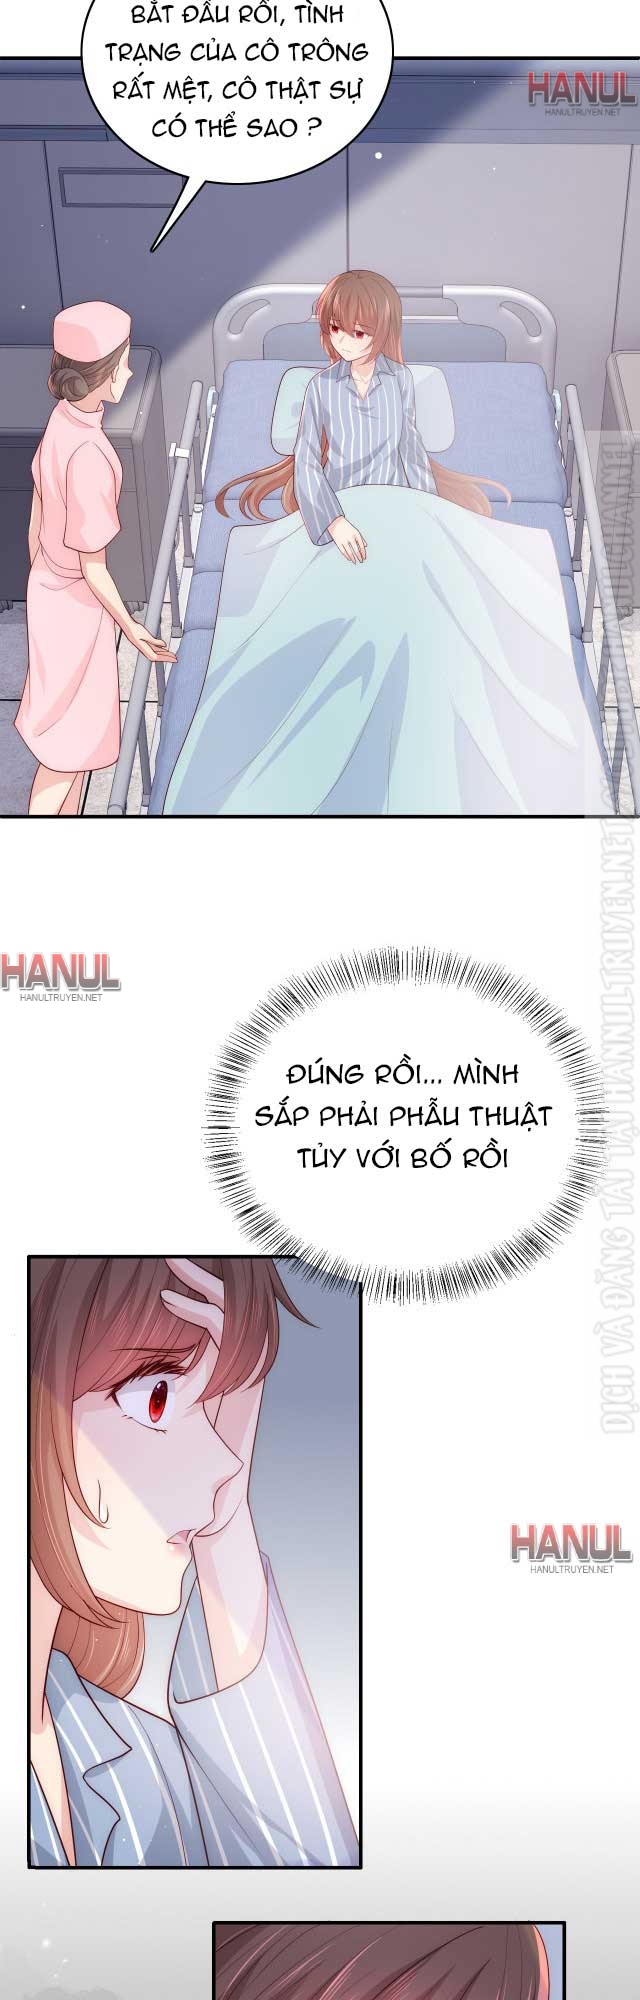 BẮT ĐẦU RỒI, TÌNH
TRẠNG CỦA CÔ TRÔNG
RẤT MỆT, CÔ THẬT SỰ
CÓ THỂ SAO ?
HANUL
HANULTRUYEN.NET
HANUL
HANULTRUYEN.NET
ĐÚNG RỒI... MÌNH
SẮP PHẢI PHẪU THUẬT
TỦY VỚI BỐ RỒI
DỊCH VÀ ĐĂNG TẢI TẠI HANULTRUYEN.NET
HANUL
HANULTRUYEN.NET